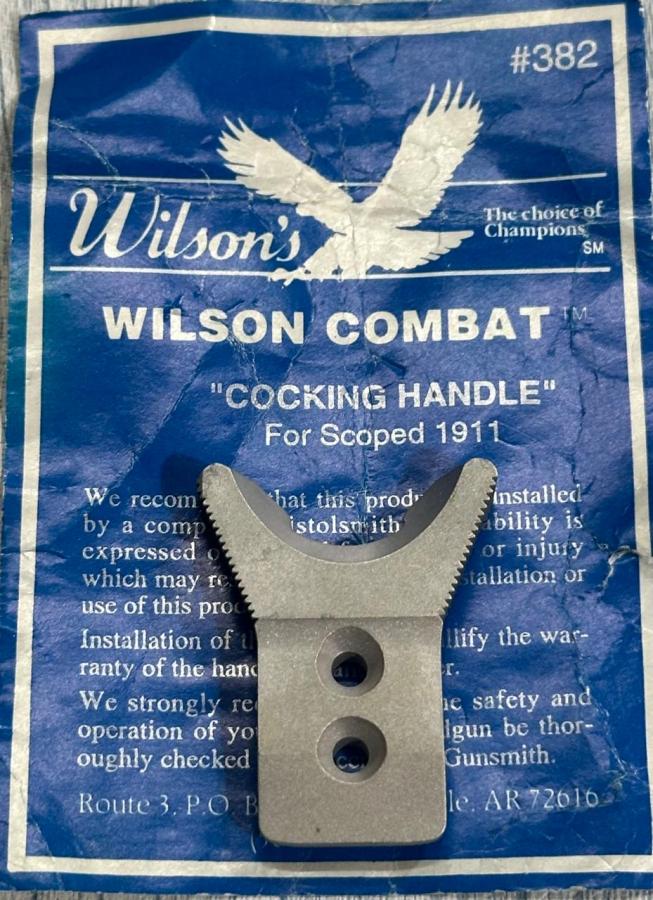 #382
Wilson's
The choice of
Champions
SM
WILSON COMBAT TM
"COCKING HANDLE"
For Scoped 1911
We recom that this prod installed
by a comp istolsmith ability is
expressed or injury
which may re stallation or
use of this pro
Installation of llify the war-
ranty of the han r.
We strongly re safety and
operation of yo dgun be thor-
oughly checked Gunsmith.
Route 3, P.O. B le, AR 72616